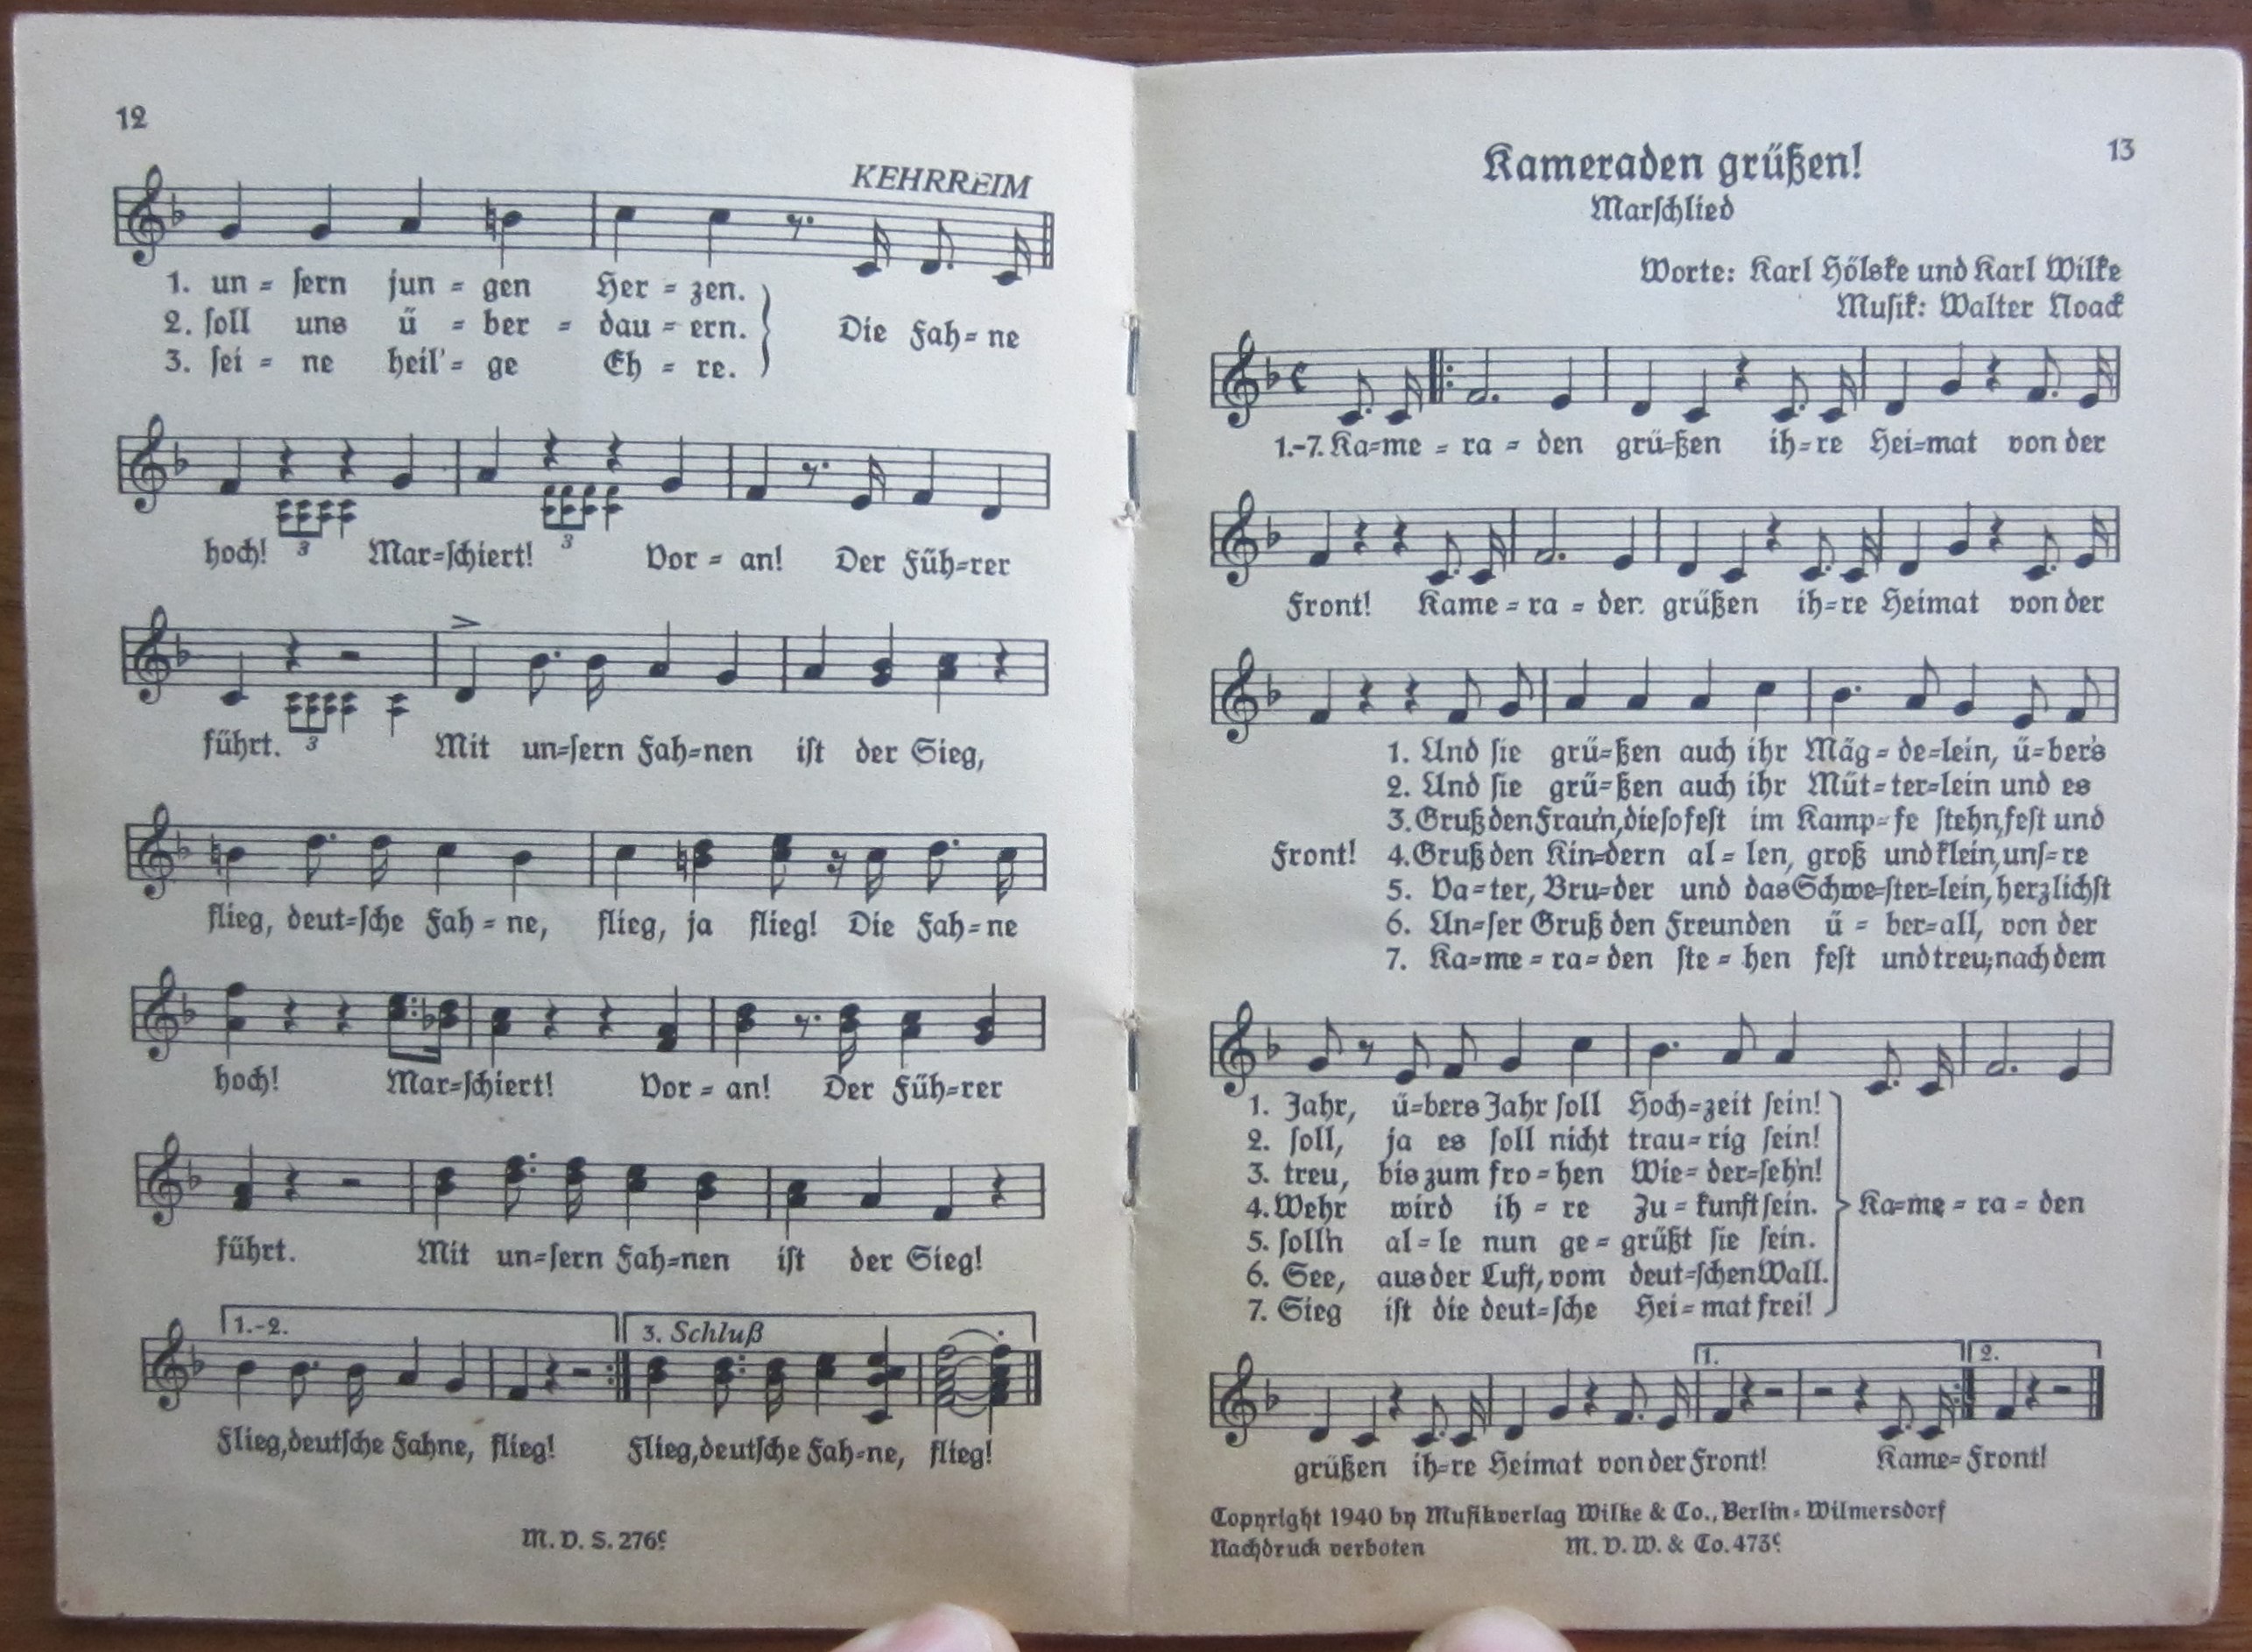 12
KEHRREIM
1. un = ſern jun = gen Her = zen.
2. ſoll uns ü = ber = dau = ern. Die Fah= ne
3. ſei = ne heil'= ge Eh = re.
hoch! 3 Mar=ſchiert! 3 Vor = an! Der Füh=rer
führt. 3 Mit un=ſern Fah=nen iſt der Sieg,
flieg, deut=ſche Fah = ne, flieg, ja flieg! Die Fah=ne
hoch! Mar=ſchiert! Vor = an! Der Füh=rer
führt. Mit un=ſern Fah=nen iſt der Sieg!
1.-2. 3. Schluß
Flieg,deutſche Fahne, flieg! Flieg,deutſche Fah=ne, flieg!
M. V. S. 276c
13
Kameraden grüßen!
Marſchlied
Worte: Karl Hölske und Karl Wilke
Muſik: Walter Noack
1.-7. Ka=me = ra = den grü=ßen ih=re Hei=mat von der
Front! Kame = ra = den grüßen ih=re Heimat von der
1. Und ſie grü=ßen auch ihr Mäg = de=lein, ü=bers
2. Und ſie grü=ßen auch ihr Müt = ter=lein und es
3. Gruß den Frau'n, die ſo feſt im Kamp=fe ſtehn, feſt und
Front! 4. Gruß den Kin=dern al = len, groß und klein, unſ=re
5. Va=ter, Bru=der und das Schwe=ſter=lein, herzlichſt
6. Un=ſer Gruß den Freunden ü = ber=all, von der
7. Ka=me = ra= den ſte = hen feſt und treu; nach dem
1. Jahr, ü=bers Jahr ſoll Hoch=zeit ſein!
2. ſoll, ja es ſoll nicht trau= rig ſein!
3. treu, bis zum fro = hen Wie= der=ſeh'n!
4. Wehr wird ih = re Zu = kunft ſein. Ka=me = ra = den
5. ſoll'n al = le nun ge = grüßt ſie ſein.
6. See, aus der Luft, vom deut=ſchen Wall.
7. Sieg iſt die deut=ſche Hei= mat frei!
1. 2.
grüßen ih=re Heimat von der Front! Kame= Front!
Copyright 1940 by Muſikverlag Wilke & Co., Berlin=Wilmersdorf
Nachdruck verboten M. V. W. & Co. 473c